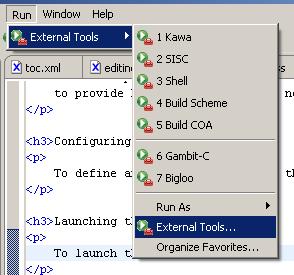 Run Window Help
External Tools
1 Kawa
2 SISC
3 Shell
4 Build Scheme
5 Build COA
6 Gambit-C
7 Bigloo
Run As
External Tools...
Organize Favorites...
toc.xml
to provide
</p>
<h3>Configuring
<p>
To define a
</p>
<h3>Launching th
<p>
To launch th